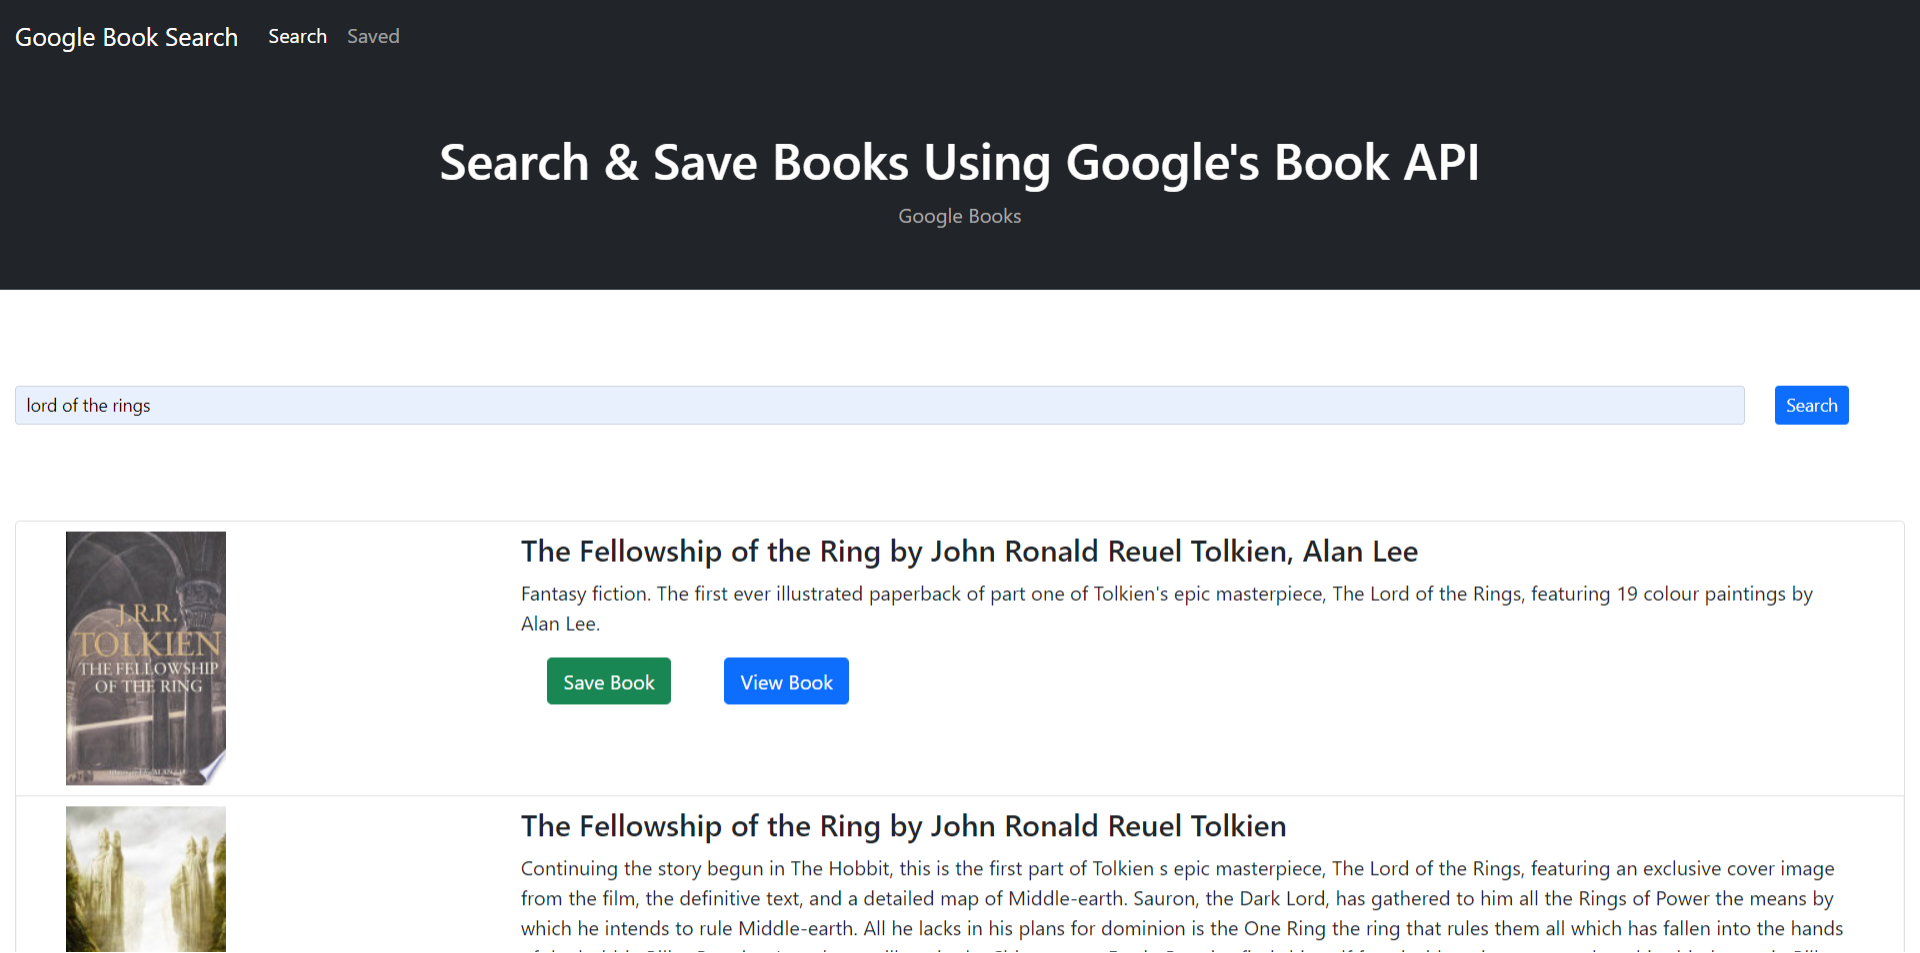 Google Book Search Search Saved
Search & Save Books Using Google's Book API
Google Books
lord of the rings
Search
The Fellowship of the Ring by John Ronald Reuel Tolkien, Alan Lee
Fantasy fiction. The first ever illustrated paperback of part one of Tolkien's epic masterpiece, The Lord of the Rings, featuring 19 colour paintings by
Alan Lee.
Save Book View Book
J.R.R.
TOLKIEN
THE FELLOWSHIP
OF THE RING
The Fellowship of the Ring by John Ronald Reuel Tolkien
Continuing the story begun in The Hobbit, this is the first part of Tolkien s epic masterpiece, The Lord of the Rings, featuring an exclusive cover image
from the film, the definitive text, and a detailed map of Middle-earth. Sauron, the Dark Lord, has gathered to him all the Rings of Power the means by
which he intends to rule Middle-earth. All he lacks in his plans for dominion is the One Ring the ring that rules them all which has fallen into the hands